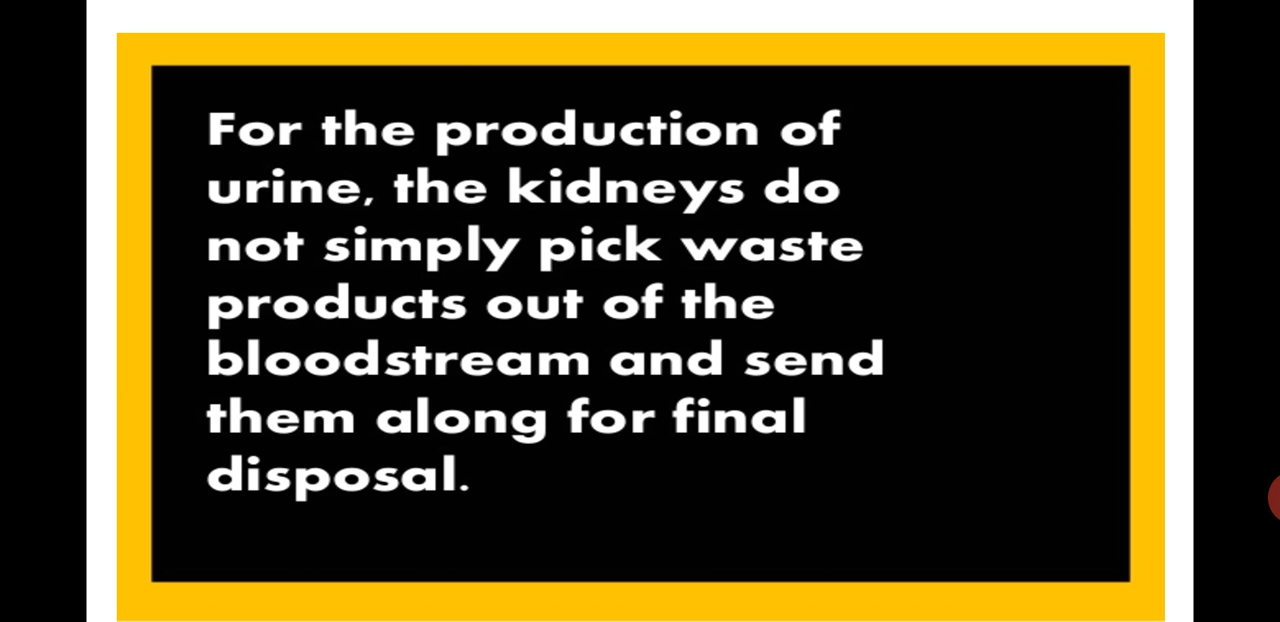 For the production of
urine, the kidneys do
not simply pick waste
products out of the
bloodstream and send
them along for final
disposal.